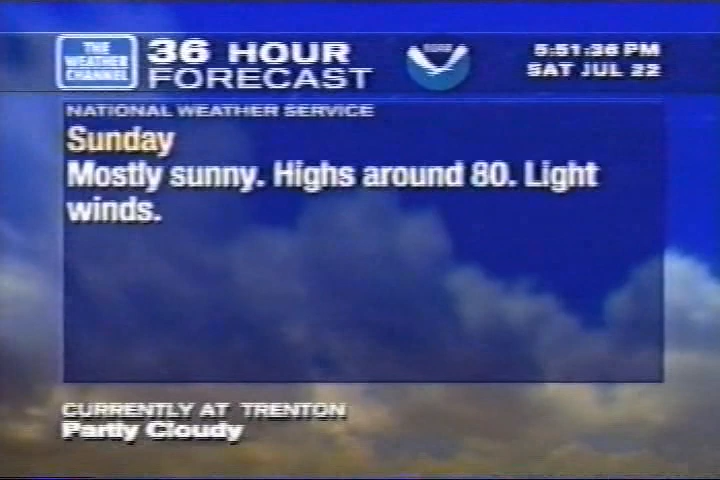 THE
WEATHER
CHANNEL
36 HOUR
FORECAST
NOAA
5:51:36 PM
SAT JUL 22
NATIONAL WEATHER SERVICE
Sunday
Mostly sunny. Highs around 80. Light
winds.
CURRENTLY AT TRENTON
Partly Cloudy